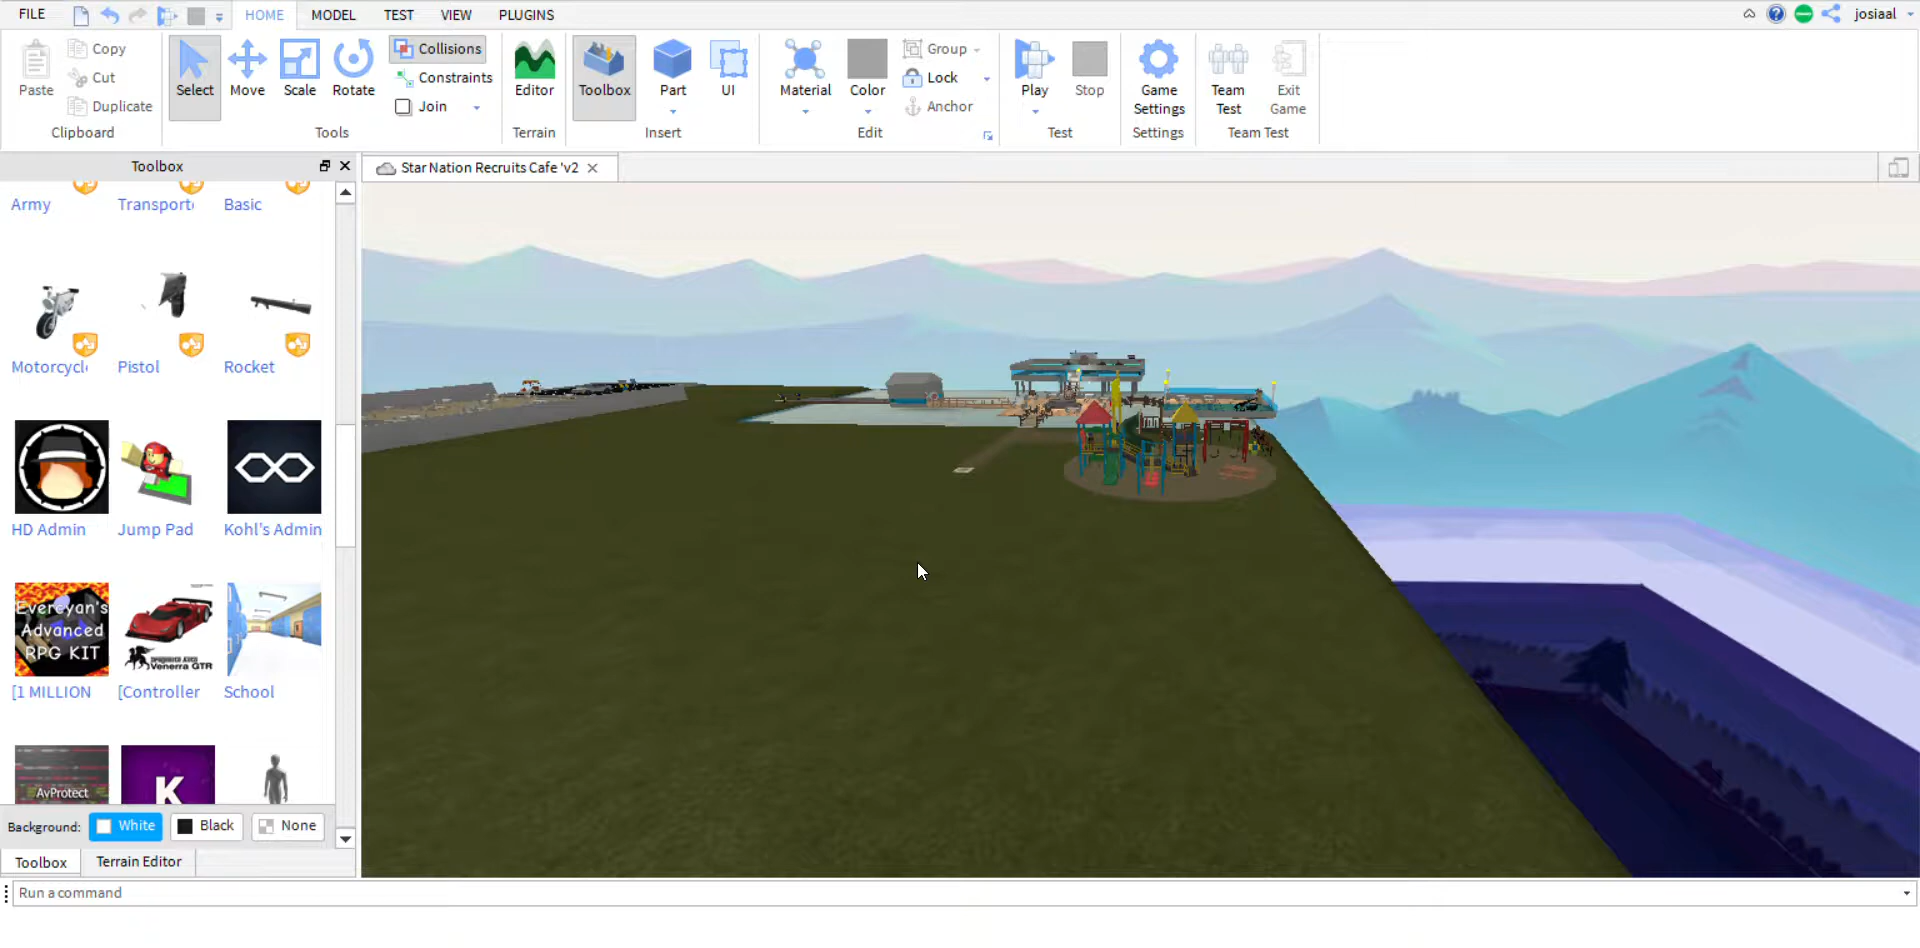 FILE HOME MODEL TEST VIEW PLUGINS josiaal
Paste Copy Cut Duplicate Clipboard
Select Move Scale Rotate Collisions Constraints Join Tools
Editor Terrain
Toolbox Part UI Insert
Material Color Group Lock Anchor Edit
Play Stop Test
Game Settings Settings
Team Test Exit Game Team Test
Toolbox
Star Nation Recruits Cafe 'v2
Army Transport Basic
Motorcycl Pistol Rocket
HD Admin Jump Pad Kohl's Admin
Evercyan's
Advanced
RPG KIT
Venerra GTR
[1 MILLION [Controller School
AvProtect K
Background: White Black None
Toolbox Terrain Editor
Run a command